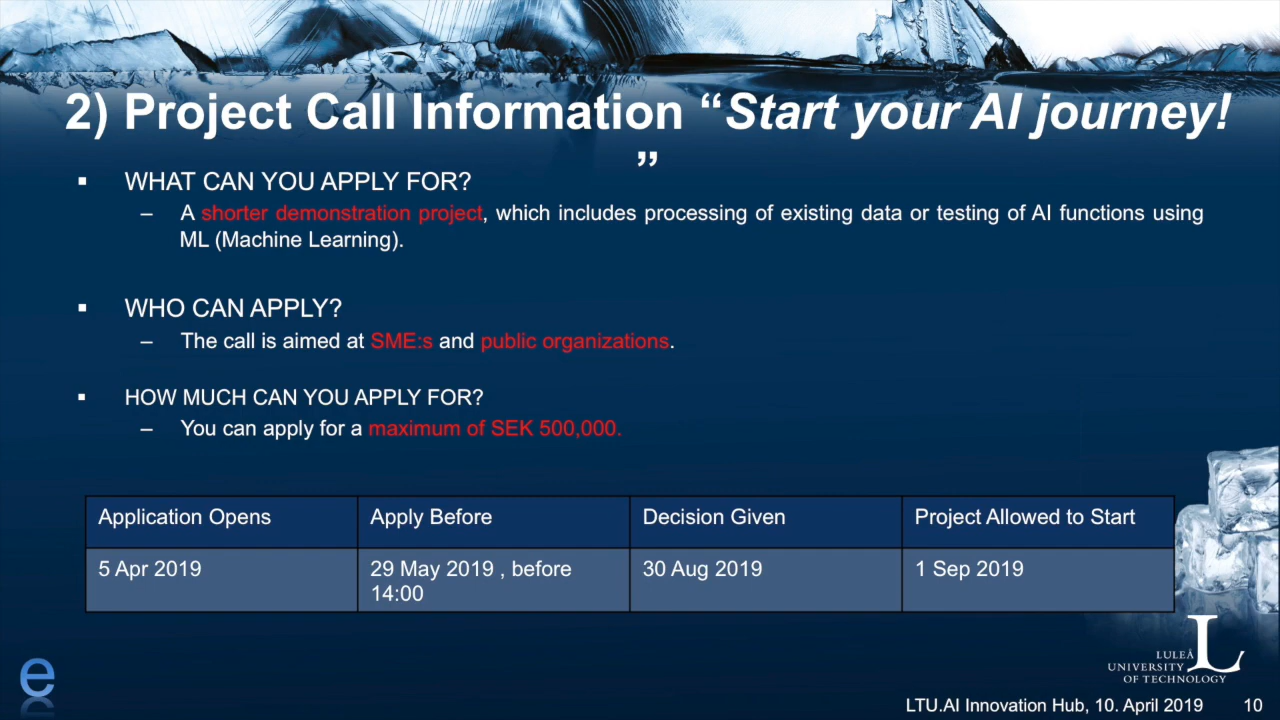 2) Project Call Information “Start your AI journey!
”
▪ WHAT CAN YOU APPLY FOR?
– A shorter demonstration project, which includes processing of existing data or testing of AI functions using
ML (Machine Learning).
▪ WHO CAN APPLY?
– The call is aimed at SME:s and public organizations.
▪ HOW MUCH CAN YOU APPLY FOR?
– You can apply for a maximum of SEK 500,000.
Application Opens Apply Before Decision Given Project Allowed to Start
5 Apr 2019 29 May 2019 , before 30 Aug 2019 1 Sep 2019
14:00
e
L
LULEÅ
UNIVERSITY
OF TECHNOLOGY
LTU.AI Innovation Hub, 10. April 2019 10